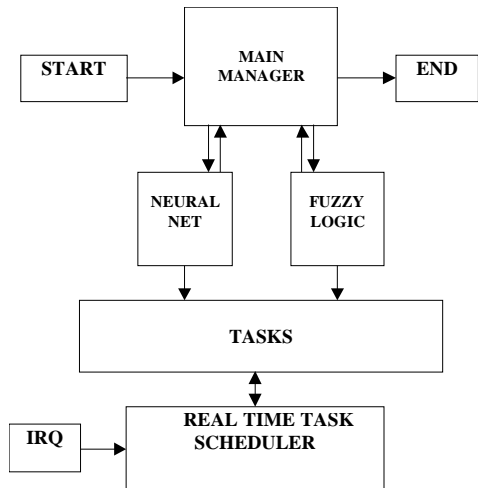 START
MAIN
MANAGER
END
NEURAL
NET
FUZZY
LOGIC
TASKS
IRQ
REAL TIME TASK
SCHEDULER